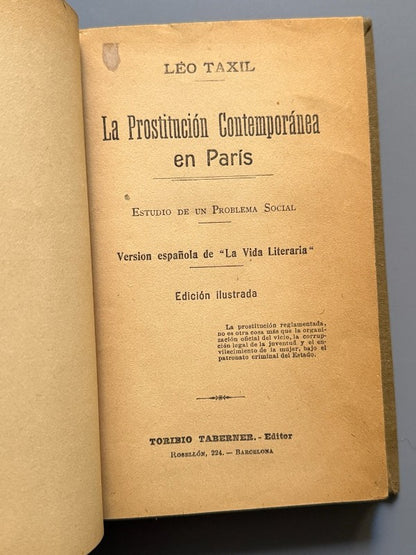 LÉO TAXIL
La Prostitución Contemporánea
en París
ESTUDIO DE UN PROBLEMA SOCIAL
Version española de "La Vida Literaria"
Edición ilustrada
La prostitución reglamentada,
no es otra cosa más que la organi-
zación oficial del vicio, la corrup-
ción legal de la juventud y el en-
vilecimiento de la mujer, bajo el
patronato criminal del Estado.
TORIBIO TABERNER.-Editor
ROSELLÓN, 224. — BARCELONA